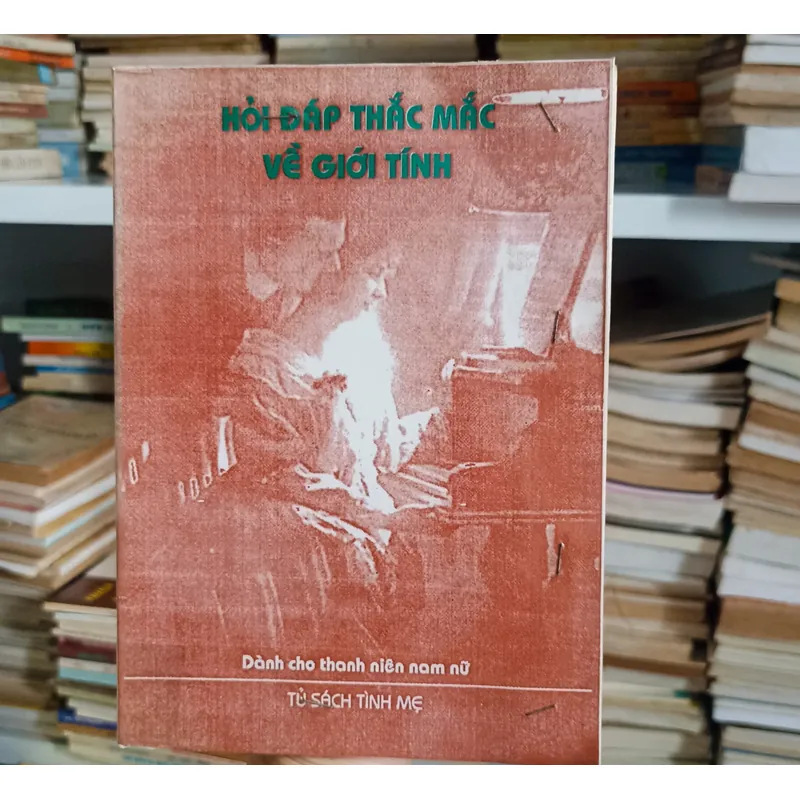 HỎI ĐÁP THẮC MẮC
VỀ GIỚI TÍNH
Dành cho thanh niên nam nữ
TỦ SÁCH TÌNH MẸ